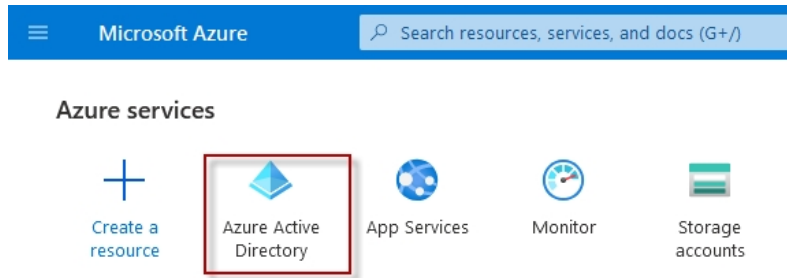 Microsoft Azure
Search resources, services, and docs (G+/)
Azure services
Create a
resource
Azure Active
Directory
App Services
Monitor
Storage
accounts